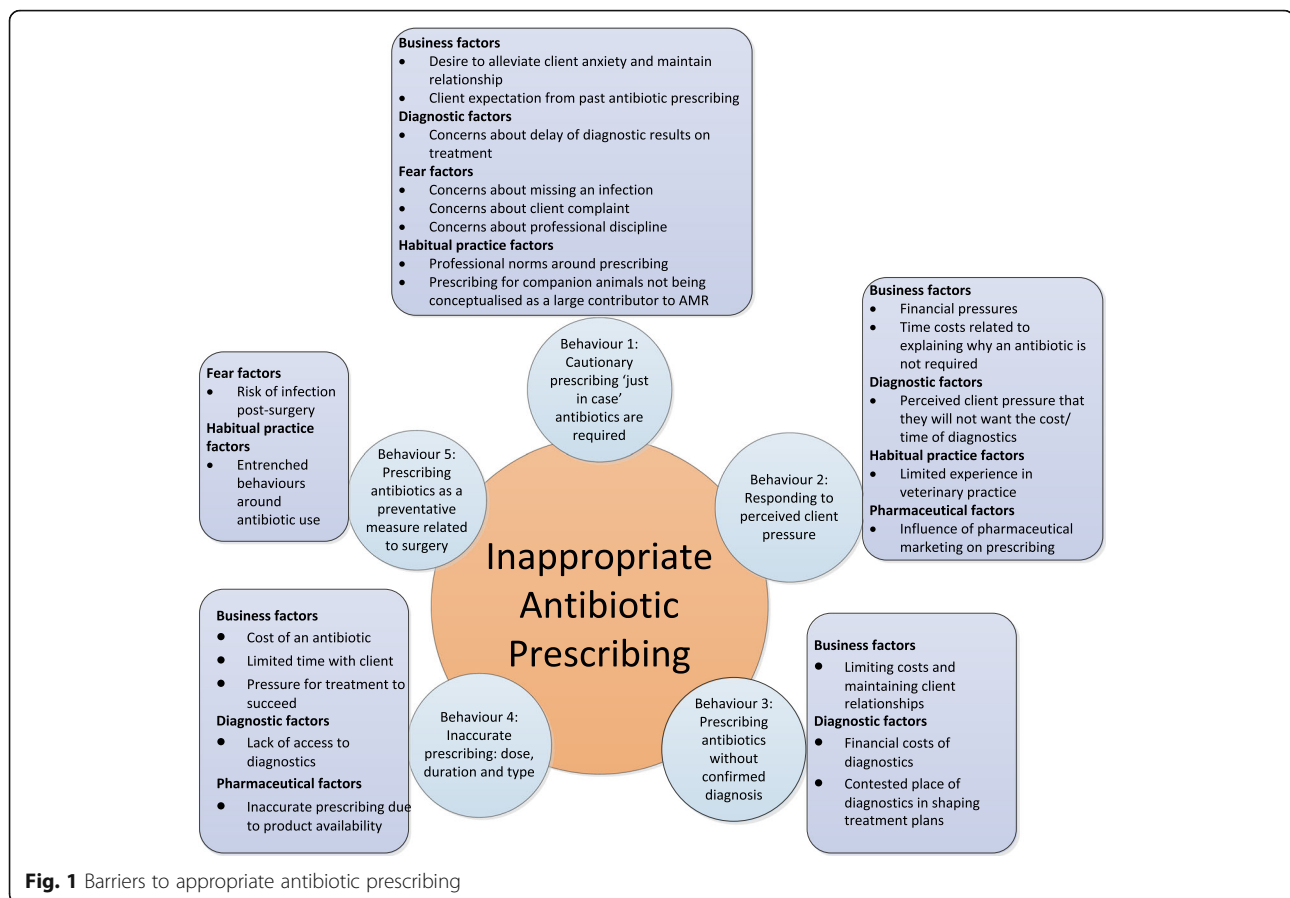 Business factors
• Desire to alleviate client anxiety and maintain
relationship
• Client expectation from past antibiotic prescribing
Diagnostic factors
• Concerns about delay of diagnostic results on
treatment
Fear factors
• Concerns about missing an infection
• Concerns about client complaint
• Concerns about professional discipline
Habitual practice factors
• Professional norms around prescribing
• Prescribing for companion animals not being
conceptualised as a large contributor to AMR
Behaviour 1:
Cautionary
prescribing ‘just
in case’
antibiotics are
required
Business factors
• Financial pressures
• Time costs related to
explaining why an antibiotic is
not required
Diagnostic factors
• Perceived client pressure that
they will not want the cost/
time of diagnostics
Habitual practice factors
• Limited experience in
veterinary practice
Pharmaceutical factors
• Influence of pharmaceutical
marketing on prescribing
Behaviour 2:
Responding to
perceived client
pressure
Fear factors
• Risk of infection
post-surgery
Habitual practice
factors
• Entrenched
behaviours
around
antibiotic use
Behaviour 5:
Prescribing
antibiotics as a
preventative
measure related
to surgery
Inappropriate
Antibiotic
Prescribing
Business factors
• Cost of an antibiotic
• Limited time with client
• Pressure for treatment to
succeed
Diagnostic factors
• Lack of access to
diagnostics
Pharmaceutical factors
• Inaccurate prescribing due
to product availability
Behaviour 4:
Inaccurate
prescribing: dose,
duration and type
Behaviour 3:
Prescribing
antibiotics
without
confirmed
diagnosis
Business factors
• Limiting costs and
maintaining client
relationships
Diagnostic factors
• Financial costs of
diagnostics
• Contested place of
diagnostics in shaping
treatment plans
Fig. 1 Barriers to appropriate antibiotic prescribing